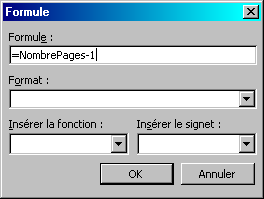 Formule
Formule :
=NombrePages-1
Format :
Insérer la fonction : Insérer le signet :
OK Annuler